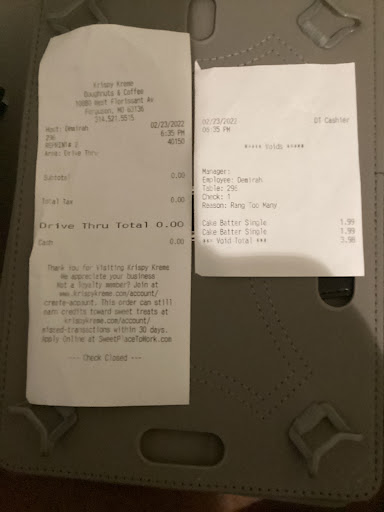 Krispy Kreme
Doughnuts & Coffee
10980 West Florissant Av
Ferguson, MO 63136
314.521.5515
Host: Demirah 02/23/2022
296 6:35 PM
REPRINT# 3 40150
Area: Drive Thru
Subtotal 0.00
Total Tax 0.00
Drive Thru Total 0.00
Cash 0.00
Thank You for Visiting Krispy Kreme
We appreciate your business
Not a loyalty member? Join at
www.krispykreme.com/account/
create-account. This order can still
earn credits toward sweet treats at
krispykreme.com/account/
missed-transactions within 30 days.
Apply Online at SweetPlaceToWork.com
--- Check Closed ---
02/23/2022 DT Cashier
06:35 PM
**** Voids ****
Manager:
Employee: Demirah
Table: 296
Check: 1
Reason: Rang Too Many
Cake Batter Single 1.99
Cake Batter Single 1.99
*** Void Total *** 3.98